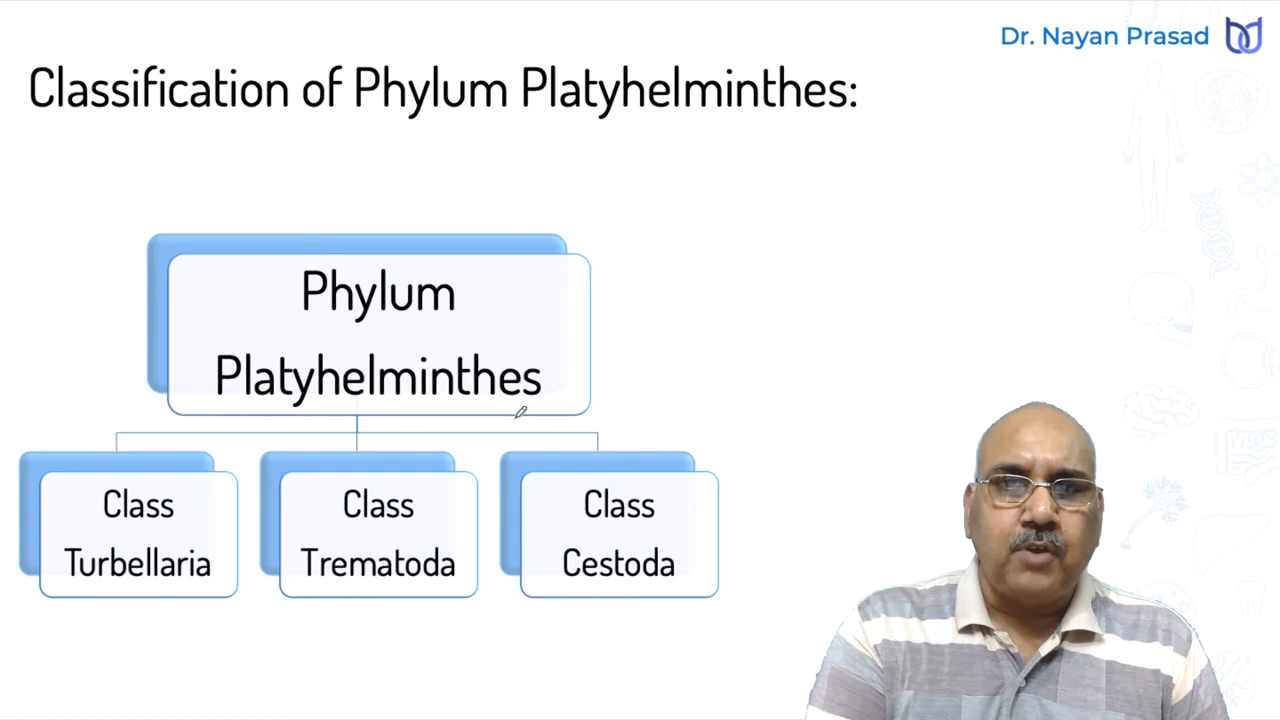 Dr. Nayan Prasad
Classification of Phylum Platyhelminthes:
Phylum
Platyhelminthes
Class
Turbellaria
Class
Trematoda
Class
Cestoda